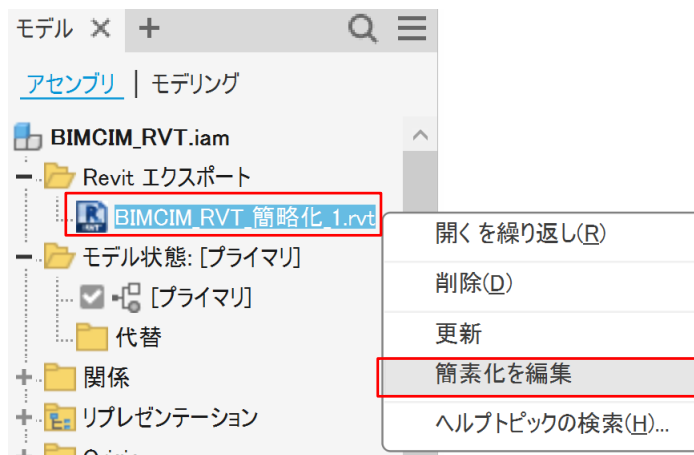 モデル
アセンブリ | モデリング
BIMCIM_RVT.iam
Revit エクスポート
BIMCIM_RVT_簡略化_1.rvt
モデル状態: [プライマリ]
[プライマリ]
代替
関係
リプレゼンテーション
開くを繰り返し(R)
削除(D)
更新
簡素化を編集
ヘルプトピックの検索(H)...